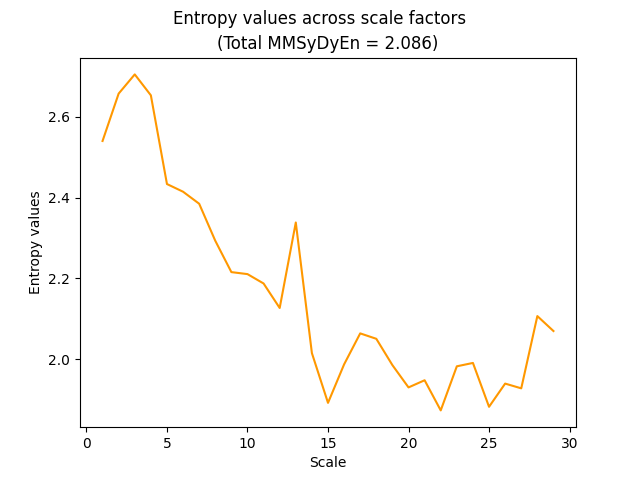 Entropy values across scale factors
(Total MMSyDyEn = 2.086)
Entropy values
2.6
2.4
2.2
2.0
0 5 10 15 20 25 30
Scale